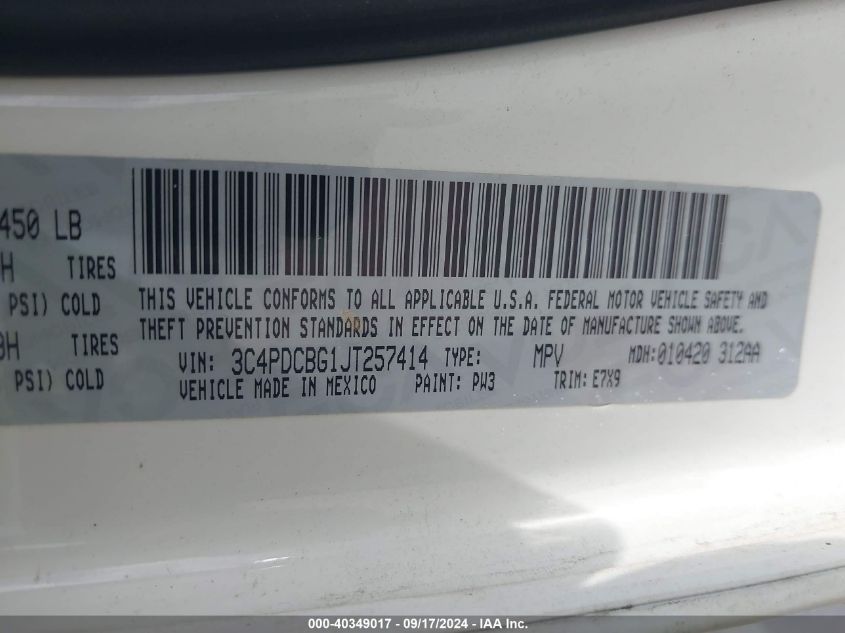 450 LB
H TIRES
PSI) COLD
0H TIRES
PSI) COLD
THIS VEHICLE CONFORMS TO ALL APPLICABLE U.S.A. FEDERAL MOTOR VEHICLE SAFETY AND
THEFT PREVENTION STANDARDS IN EFFECT ON THE DATE OF MANUFACTURE SHOWN ABOVE.
VIN: 3C4PDCBG1JT257414 TYPE: MPV MDH:010420 312AA
VEHICLE MADE IN MEXICO PAINT: PW3 TRIM: E7X9
000-40349017 - 09/17/2024 - IAA Inc.